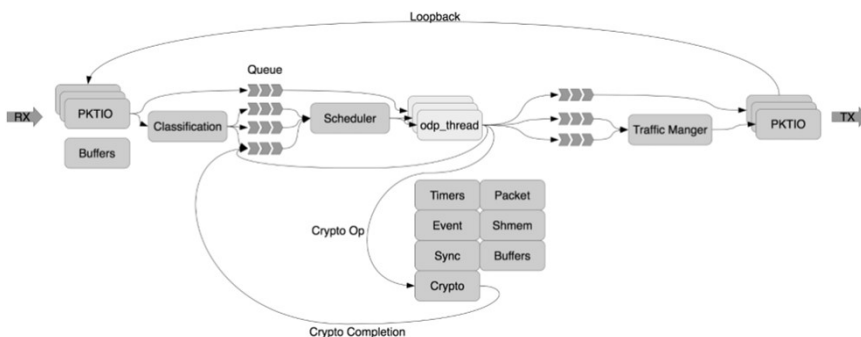 Loopback
Queue
RX
PKTIO
Classification
Scheduler
odp_thread
Traffic Manger
PKTIO
TX
Buffers
Timers
Packet
Event
Shmem
Crypto Op
Sync
Buffers
Crypto
Crypto Completion